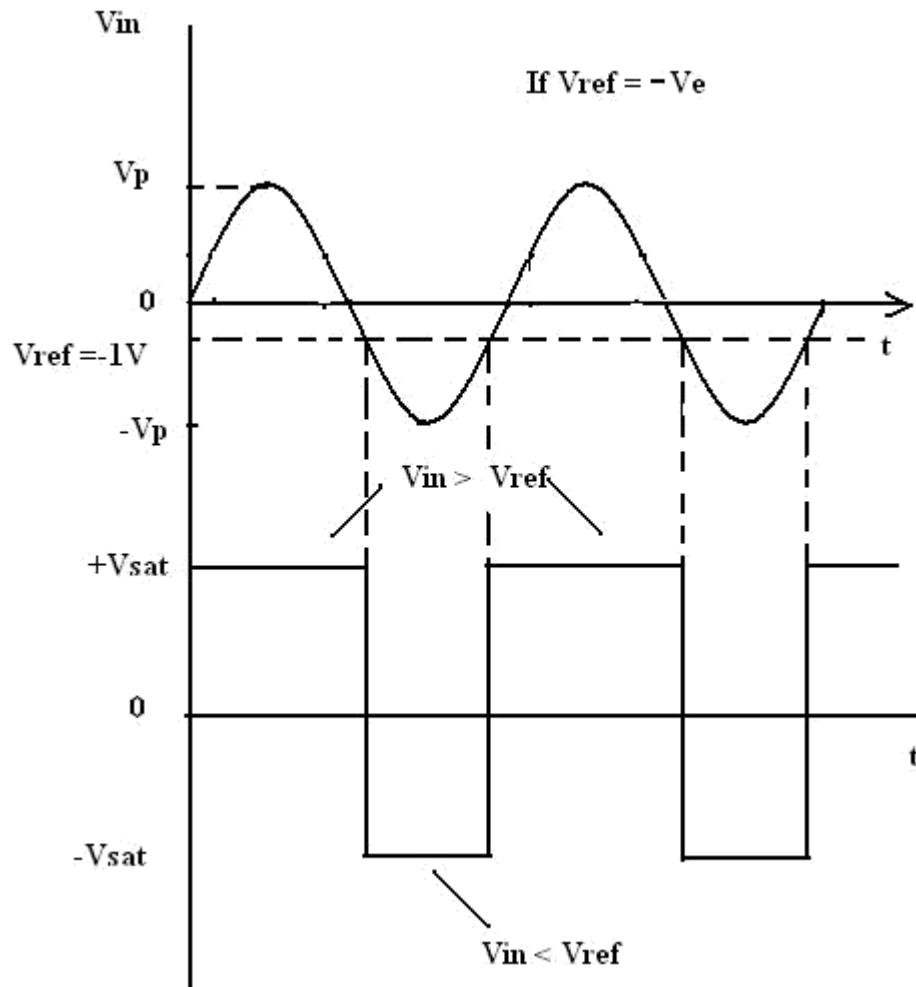 Vin
If Vref = -Ve
Vp
0
Vref =-1V
t
-Vp
Vin > Vref
+Vsat
0
t
-Vsat
Vin < Vref